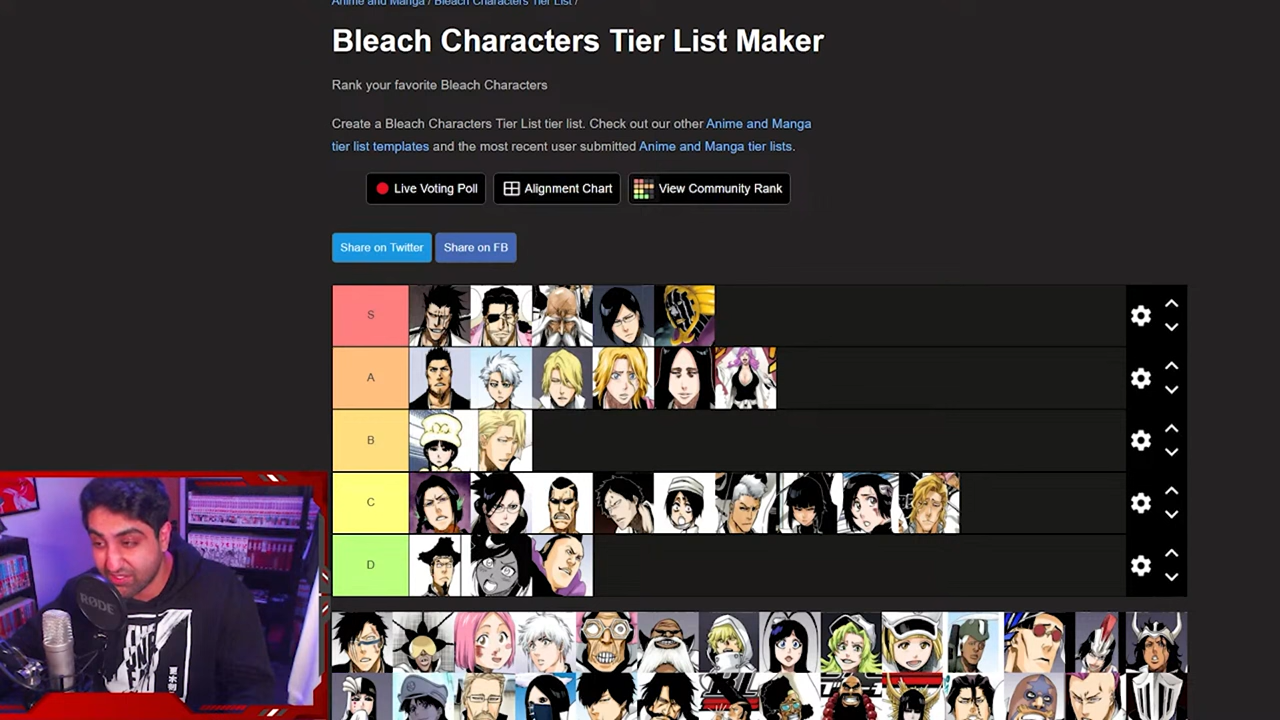 Anime and Manga / Bleach Characters Tier List /
Bleach Characters Tier List Maker
Rank your favorite Bleach Characters
Create a Bleach Characters Tier List tier list. Check out our other Anime and Manga
tier list templates and the most recent user submitted Anime and Manga tier lists.
Live Voting Poll
Alignment Chart
View Community Rank
Share on Twitter
Share on FB
S
A
B
C
D
RØDE